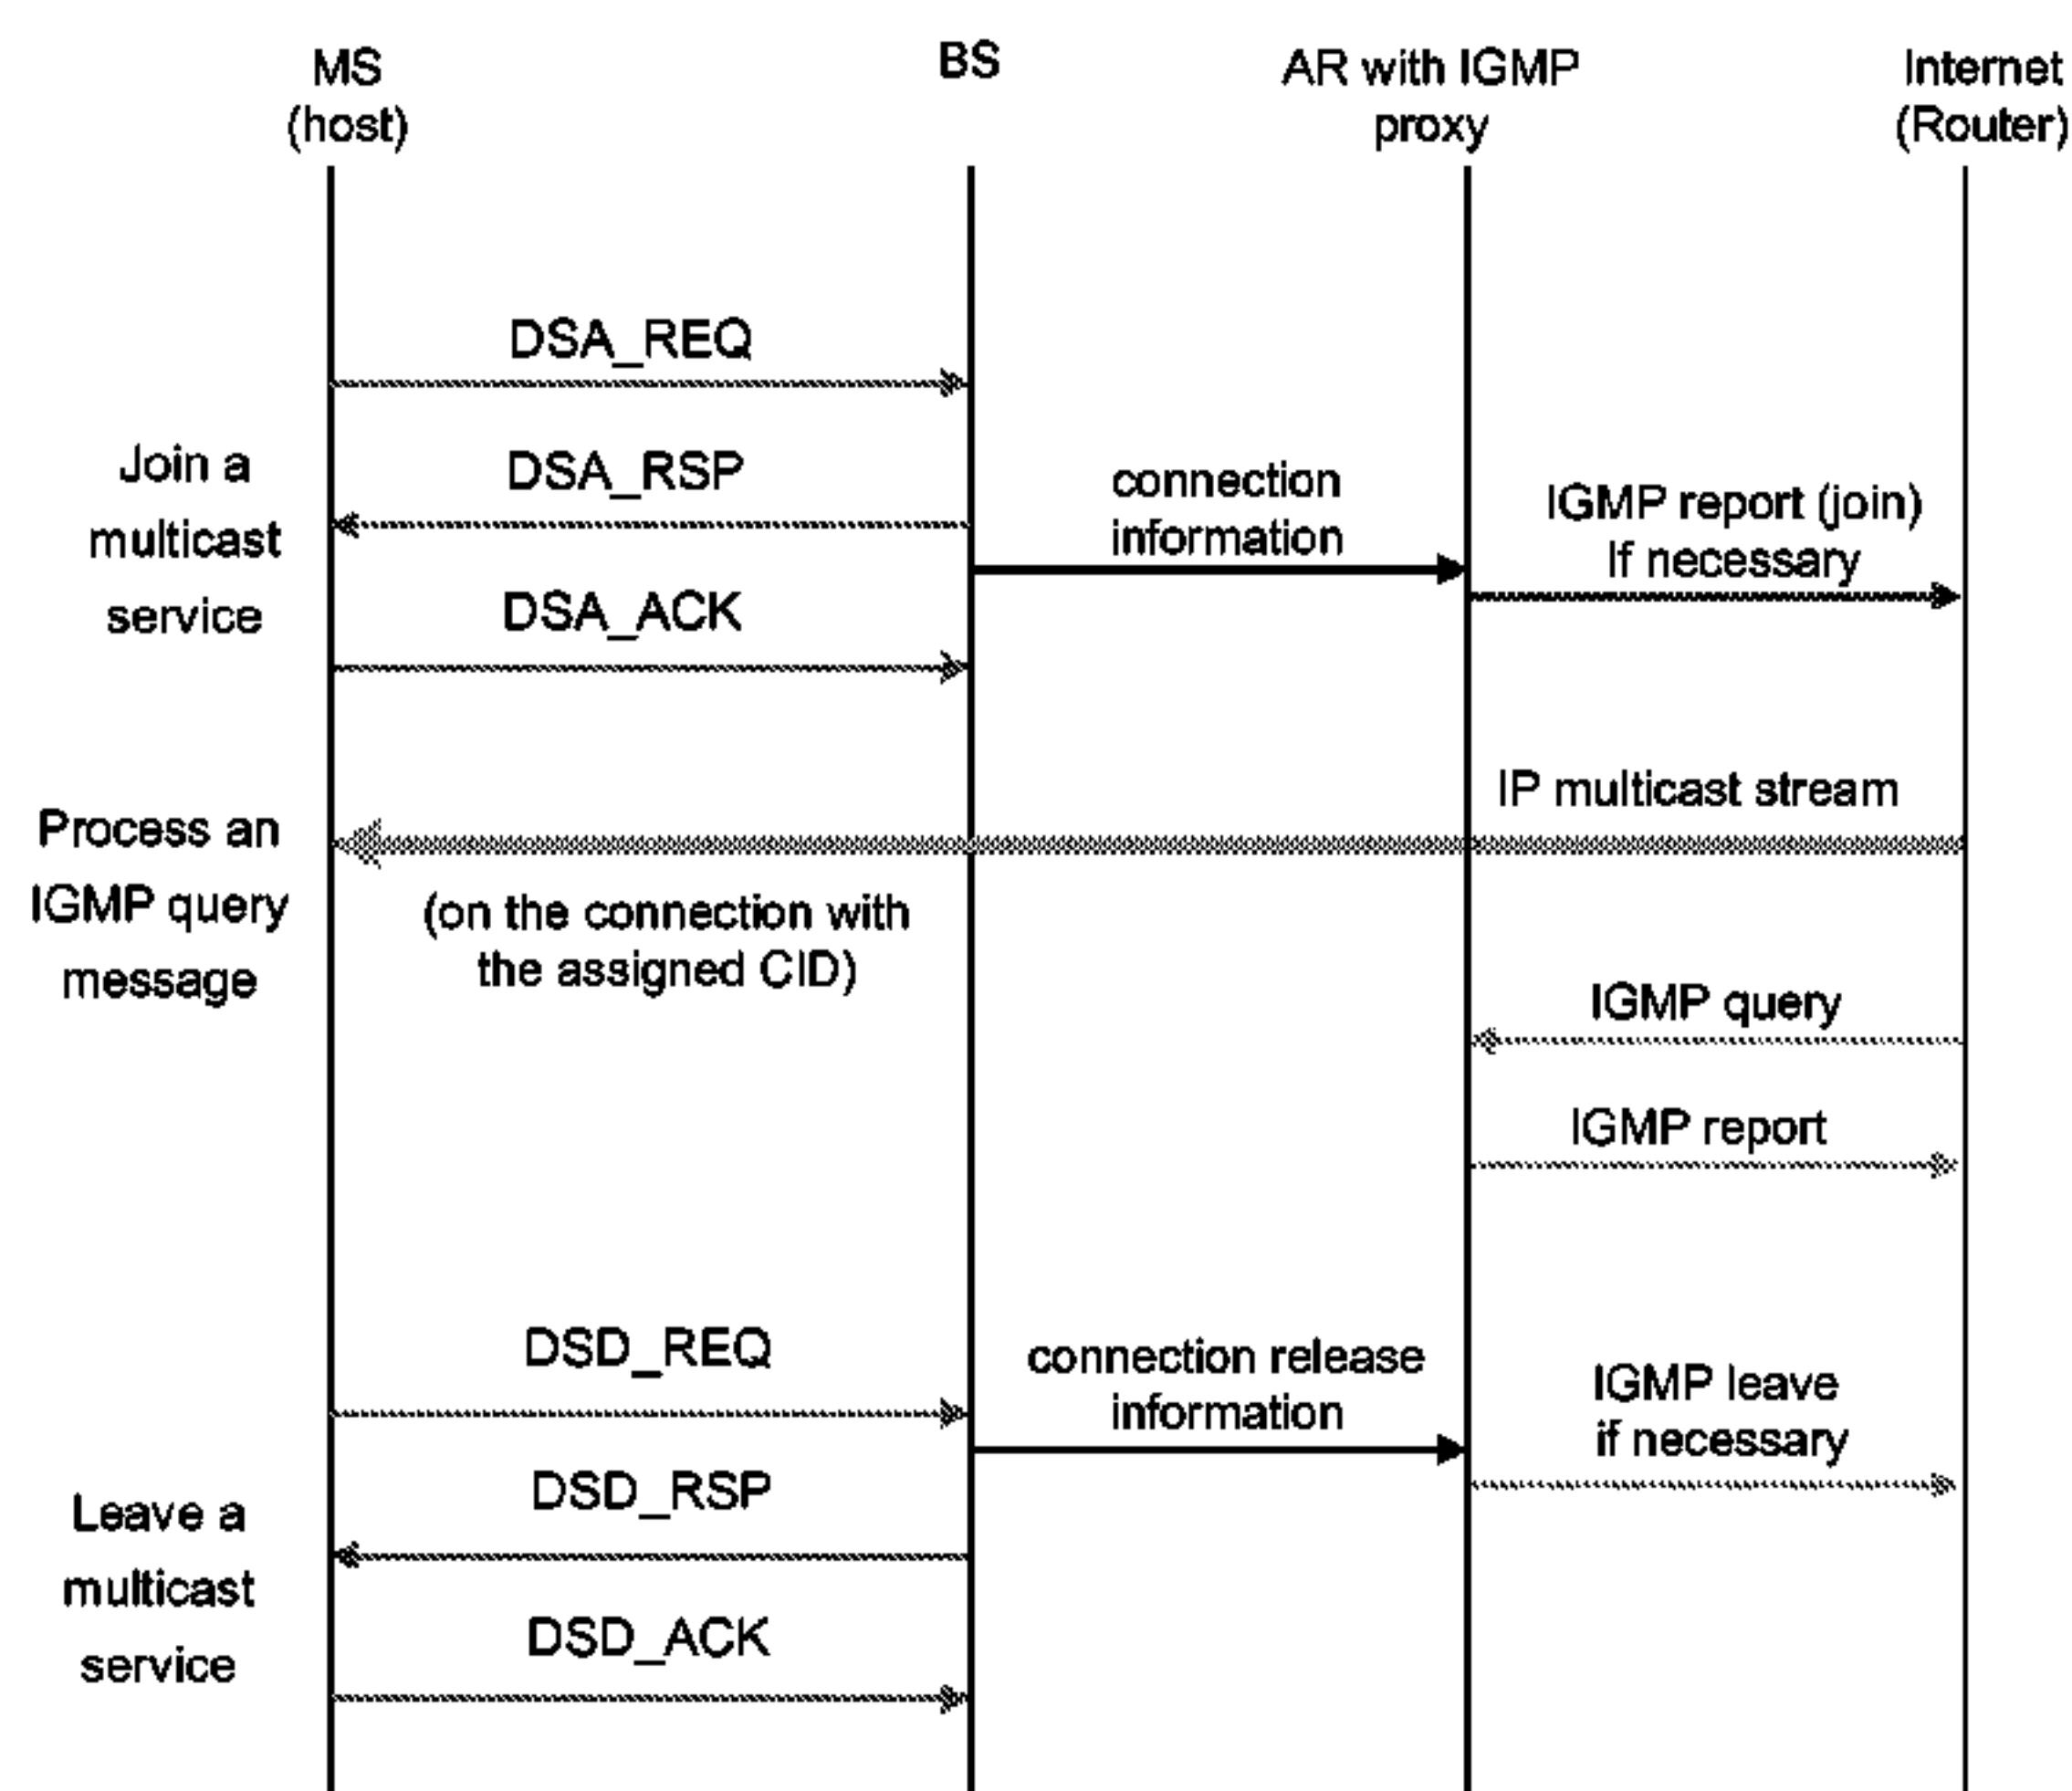 MS
(host)
BS
AR with IGMP
proxy
Internet
(Router)
DSA_REQ
Join a
multicast
service
DSA_RSP
connection
information
IGMP report (join)
If necessary
DSA_ACK
IP multicast stream
Process an
IGMP query
message
(on the connection with
the assigned CID)
IGMP query
IGMP report
DSD_REQ
connection release
information
IGMP leave
if necessary
Leave a
multicast
service
DSD_RSP
DSD_ACK